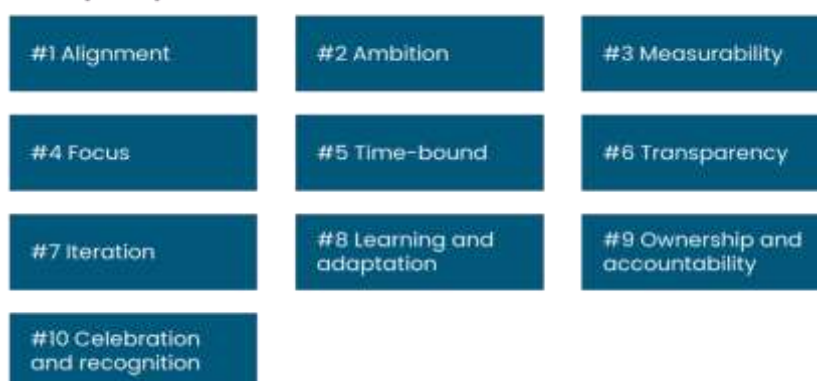 #1 Alignment
#2 Ambition
#3 Measurability
#4 Focus
#5 Time-bound
#6 Transparency
#7 Iteration
#8 Learning and
adaptation
#9 Ownership and
accountability
#10 Celebration
and recognition